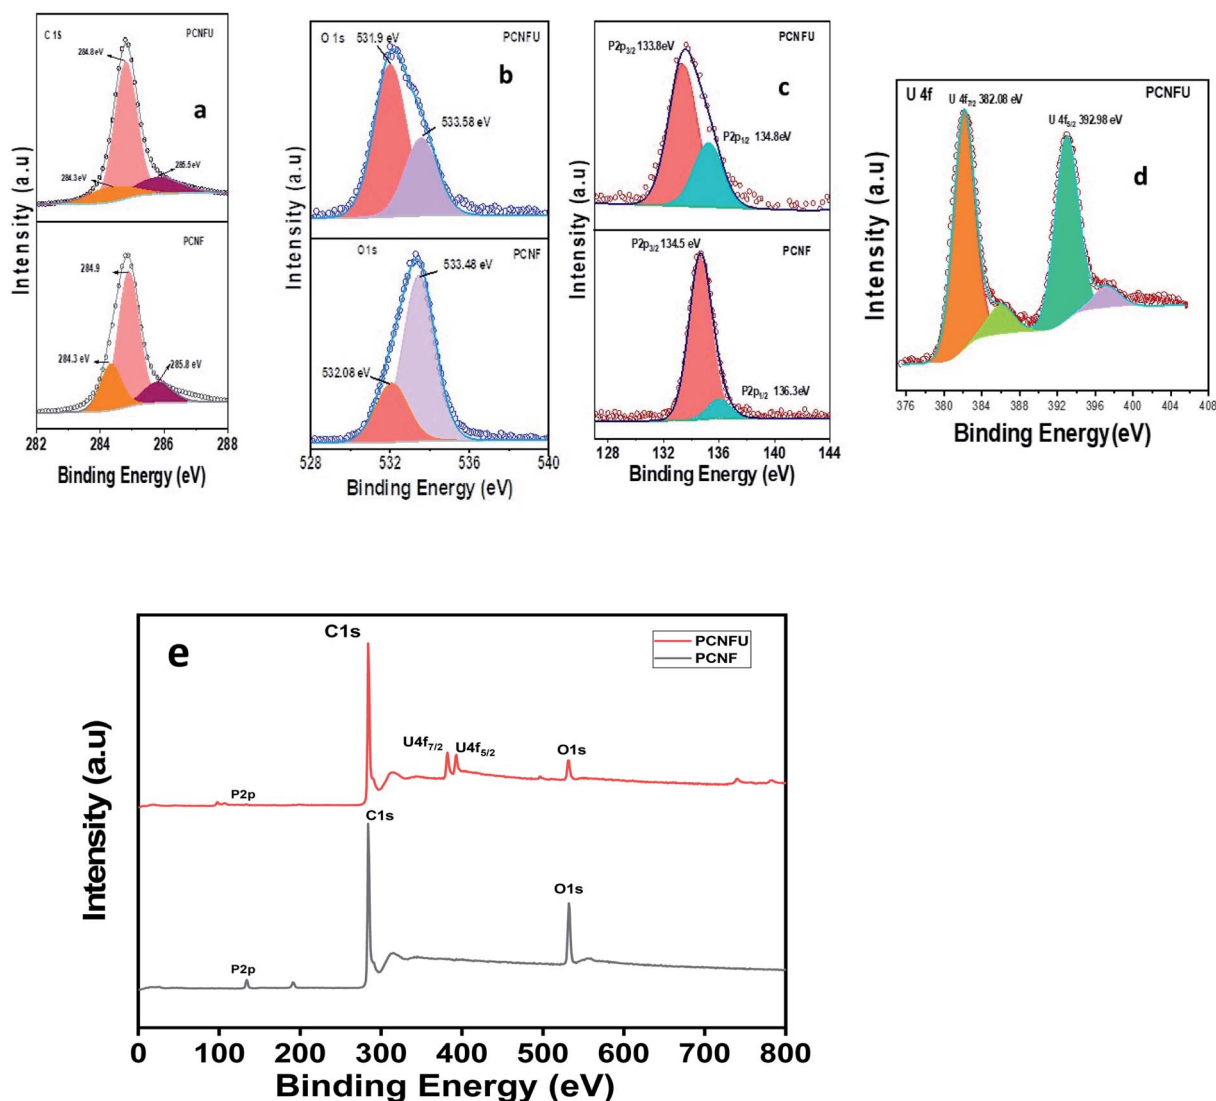 C 1S
PCNFU
284.8 eV
a
285.5 eV
284.3 eV
PCNF
284.9
284.3 eV
285.8 eV
282 284 286 288
Binding Energy (eV)
Intensity (a.u)
O 1s 531.9 eV
PCNFU
b
533.58 eV
O1s
PCNF
533.48 eV
532.08 eV
528 532 536 540
Binding Energy (eV)
Intensity (a.u)
PCNFU
P2p3/2 133.8eV
c
P2p1/2 134.8eV
PCNF
P2p3/2 134.5 eV
P2p1/2 136.3eV
128 132 136 140 144
Binding Energy (eV)
Intensity (a.u)
U 4f
PCNFU
U 4f7/2 382.08 eV
U 4f5/2 392.98 eV
d
376 380 384 388 392 396 400 404 408
Binding Energy (eV)
Intensity (a.u)
e
C1s
PCNFU
PCNF
U4f7/2
U4f5/2
O1s
P2p
C1s
O1s
P2p
0 100 200 300 400 500 600 700 800
Binding Energy (eV)
Intensity (a.u)